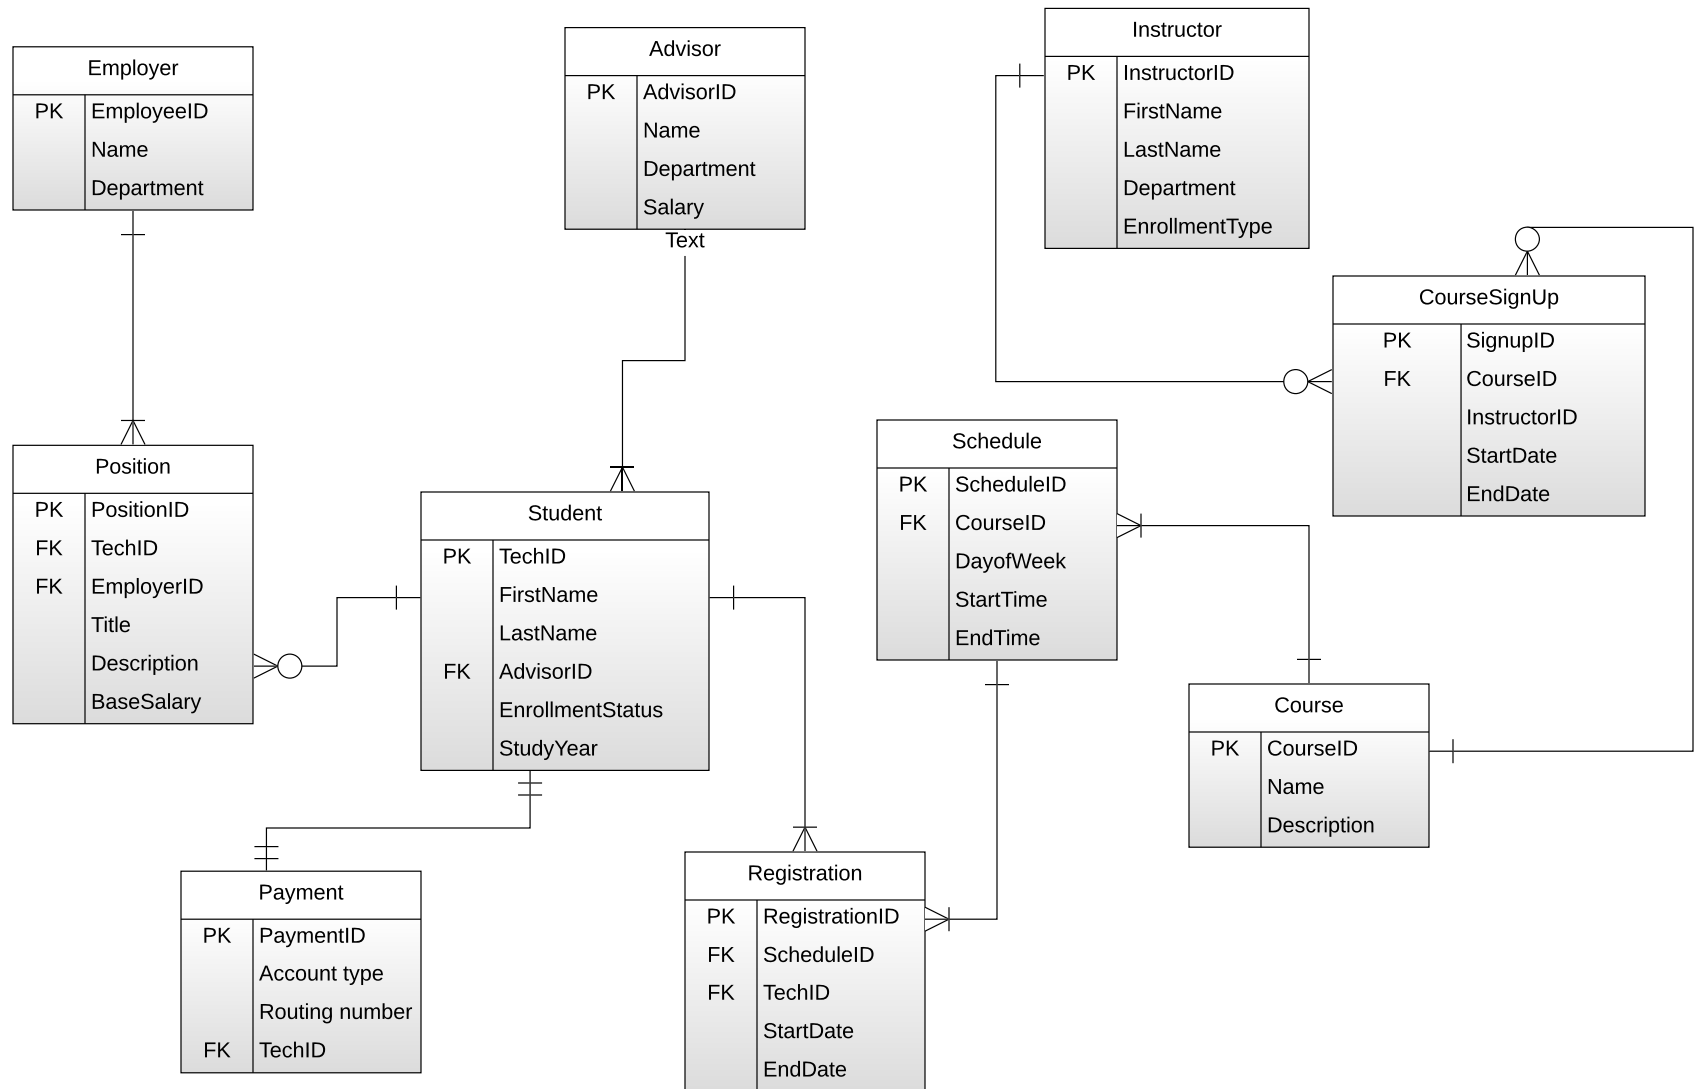 Employer
PK EmployeeID
Name
Department
Advisor
PK AdvisorID
Name
Department
Salary
Text
Instructor
PK InstructorID
FirstName
LastName
Department
EnrollmentType
CourseSignUp
PK SignupID
FK CourseID
InstructorID
StartDate
EndDate
Position
PK PositionID
FK TechID
FK EmployerID
Title
Description
BaseSalary
Student
PK TechID
FirstName
LastName
FK AdvisorID
EnrollmentStatus
StudyYear
Schedule
PK ScheduleID
FK CourseID
DayofWeek
StartTime
EndTime
Course
PK CourseID
Name
Description
Payment
PK PaymentID
Account type
Routing number
FK TechID
Registration
PK RegistrationID
FK ScheduleID
FK TechID
StartDate
EndDate